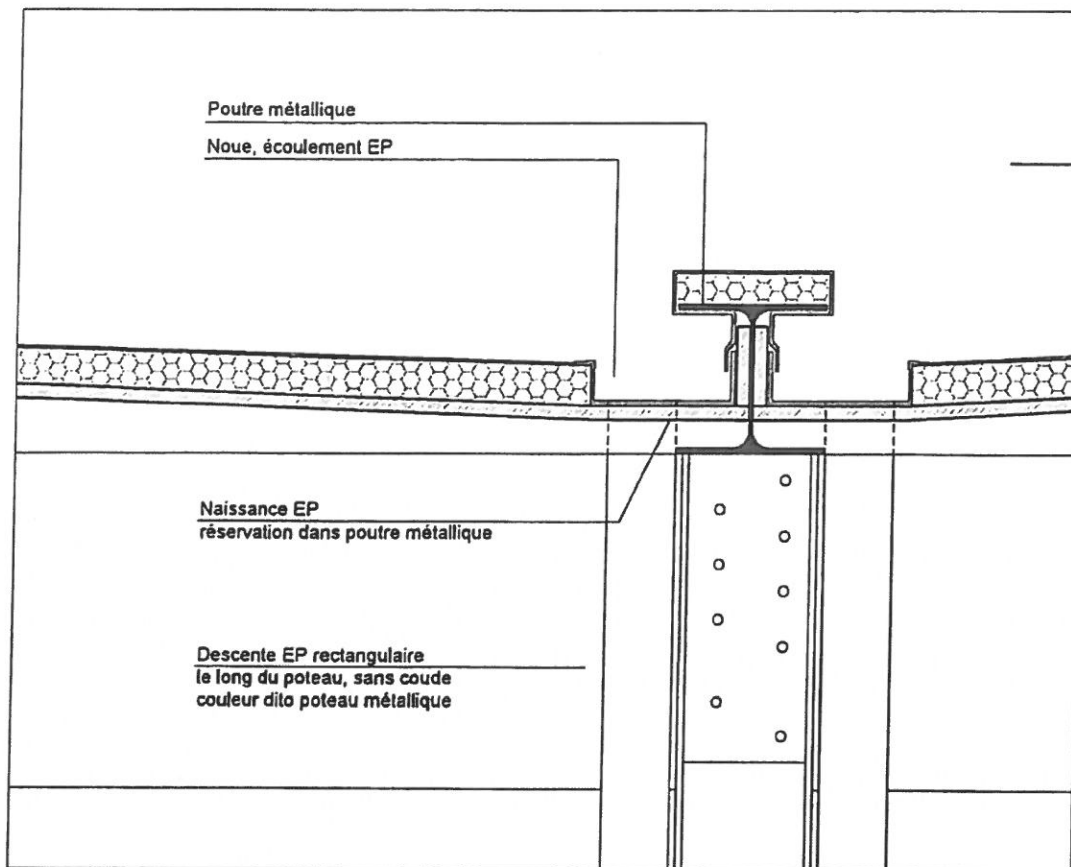 Poutre métallique
Noue, écoulement EP
Naissance EP
réservation dans poutre métallique
Descente EP rectangulaire
le long du poteau, sans coude
couleur dito poteau métallique